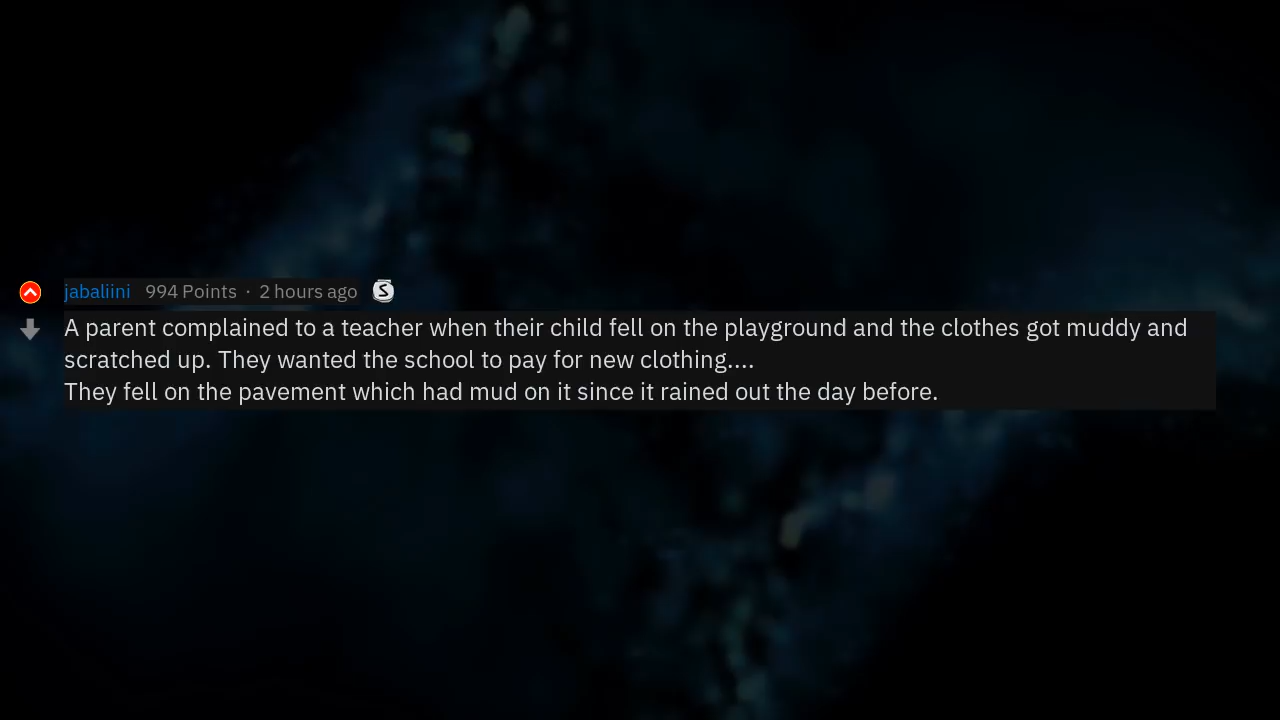 jabaliini 994 Points · 2 hours ago S
A parent complained to a teacher when their child fell on the playground and the clothes got muddy and
scratched up. They wanted the school to pay for new clothing....
They fell on the pavement which had mud on it since it rained out the day before.